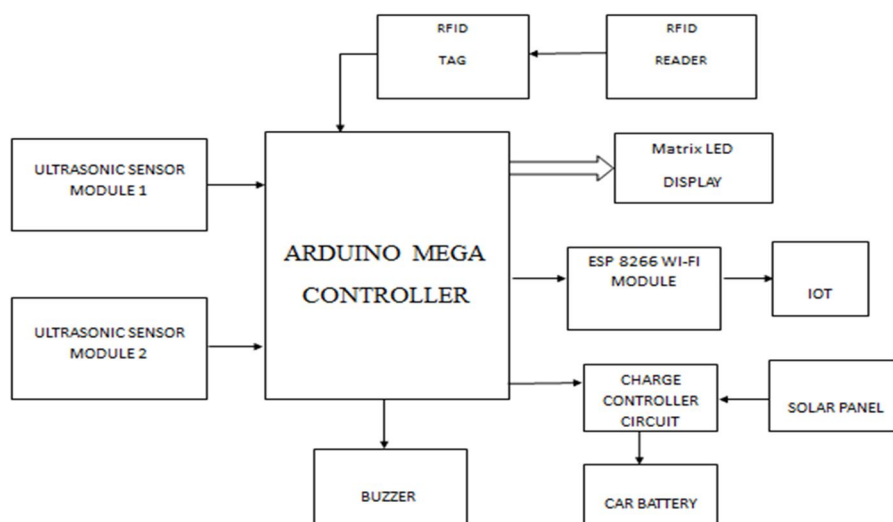 RFID
TAG
RFID
READER
ULTRASONIC SENSOR
MODULE 1
Matrix LED
DISPLAY
ARDUINO MEGA
CONTROLLER
ESP 8266 WI-FI
MODULE
IOT
ULTRASONIC SENSOR
MODULE 2
CHARGE
CONTROLLER
CIRCUIT
SOLAR PANEL
BUZZER
CAR BATTERY